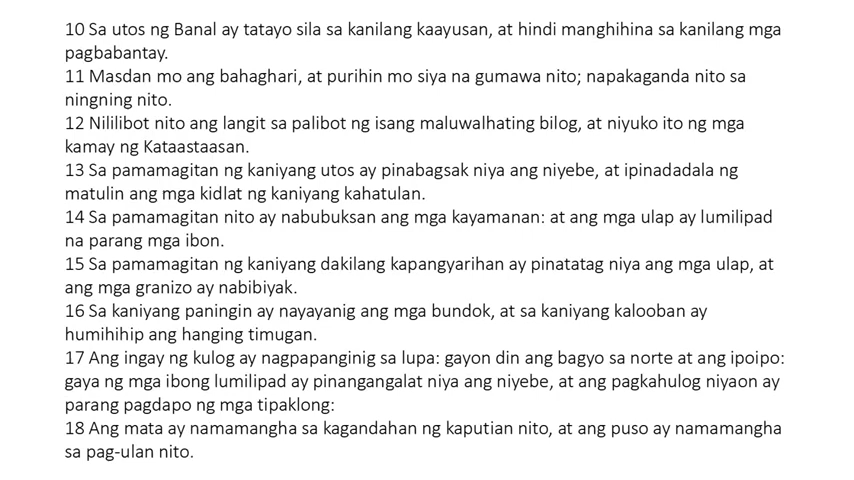 10 Sa utos ng Banal ay tatayo sila sa kanilang kaayusan, at hindi manghihina sa kanilang mga
pagbabantay.
11 Masdan mo ang bahaghari, at purihin mo siya na gumawa nito; napakaganda nito sa
ningning nito.
12 Nililibot nito ang langit sa palibot ng isang maluwalhating bilog, at niyuko ito ng mga
kamay ng Kataastaasan.
13 Sa pamamagitan ng kaniyang utos ay pinabagsak niya ang niyebe, at ipinadadala ng
matulin ang mga kidlat ng kaniyang kahatulan.
14 Sa pamamagitan nito ay nabubuksan ang mga kayamanan: at ang mga ulap ay lumilipad
na parang mga ibon.
15 Sa pamamagitan ng kaniyang dakilang kapangyarihan ay pinatatag niya ang mga ulap, at
ang mga granizo ay nabibiyak.
16 Sa kaniyang paningin ay nayayanig ang mga bundok, at sa kaniyang kalooban ay
humihihip ang hanging timugan.
17 Ang ingay ng kulog ay nagpapanginig sa lupa: gayon din ang bagyo sa norte at ang ipoipo:
gaya ng mga ibong lumilipad ay pinangangalat niya ang niyebe, at ang pagkahulog niyaon ay
parang pagdapo ng mga tipaklong:
18 Ang mata ay namamangha sa kagandahan ng kaputian nito, at ang puso ay namamangha
sa pag-ulan nito.